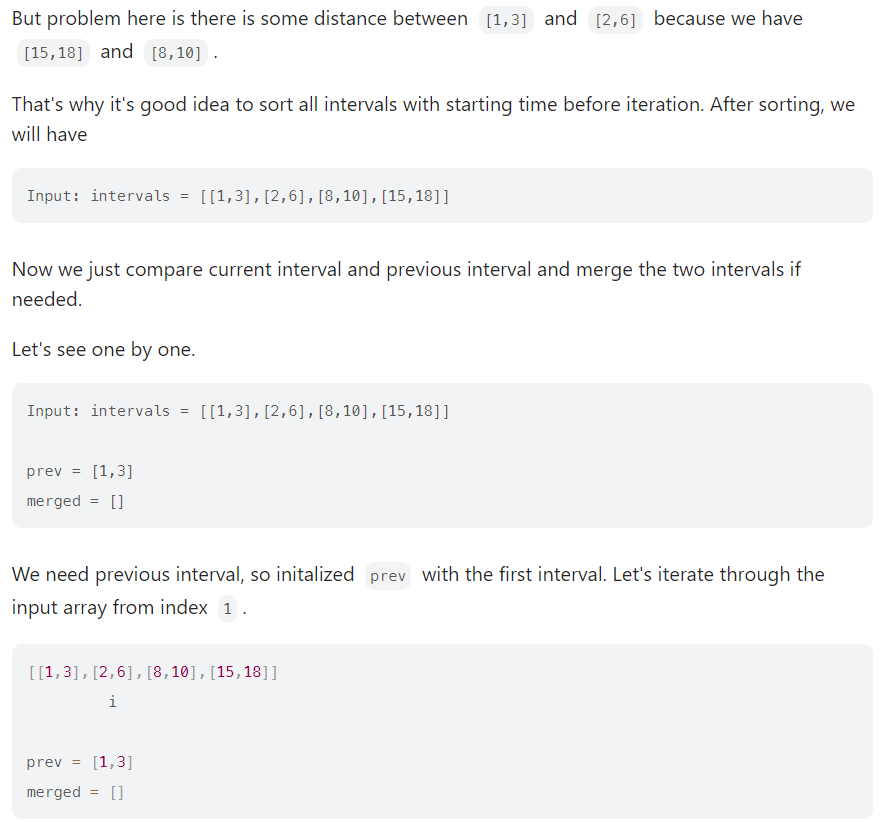 But problem here is there is some distance between [1,3] and [2,6] because we have
[15,18] and [8,10] .
That's why it's good idea to sort all intervals with starting time before iteration. After sorting, we
will have
Input: intervals = [[1,3],[2,6],[8,10],[15,18]]
Now we just compare current interval and previous interval and merge the two intervals if
needed.
Let's see one by one.
Input: intervals = [[1,3],[2,6],[8,10],[15,18]]
prev = [1,3]
merged = []
We need previous interval, so initalized prev with the first interval. Let's iterate through the
input array from index 1 .
[[1,3],[2,6],[8,10],[15,18]]
i
prev = [1,3]
merged = []